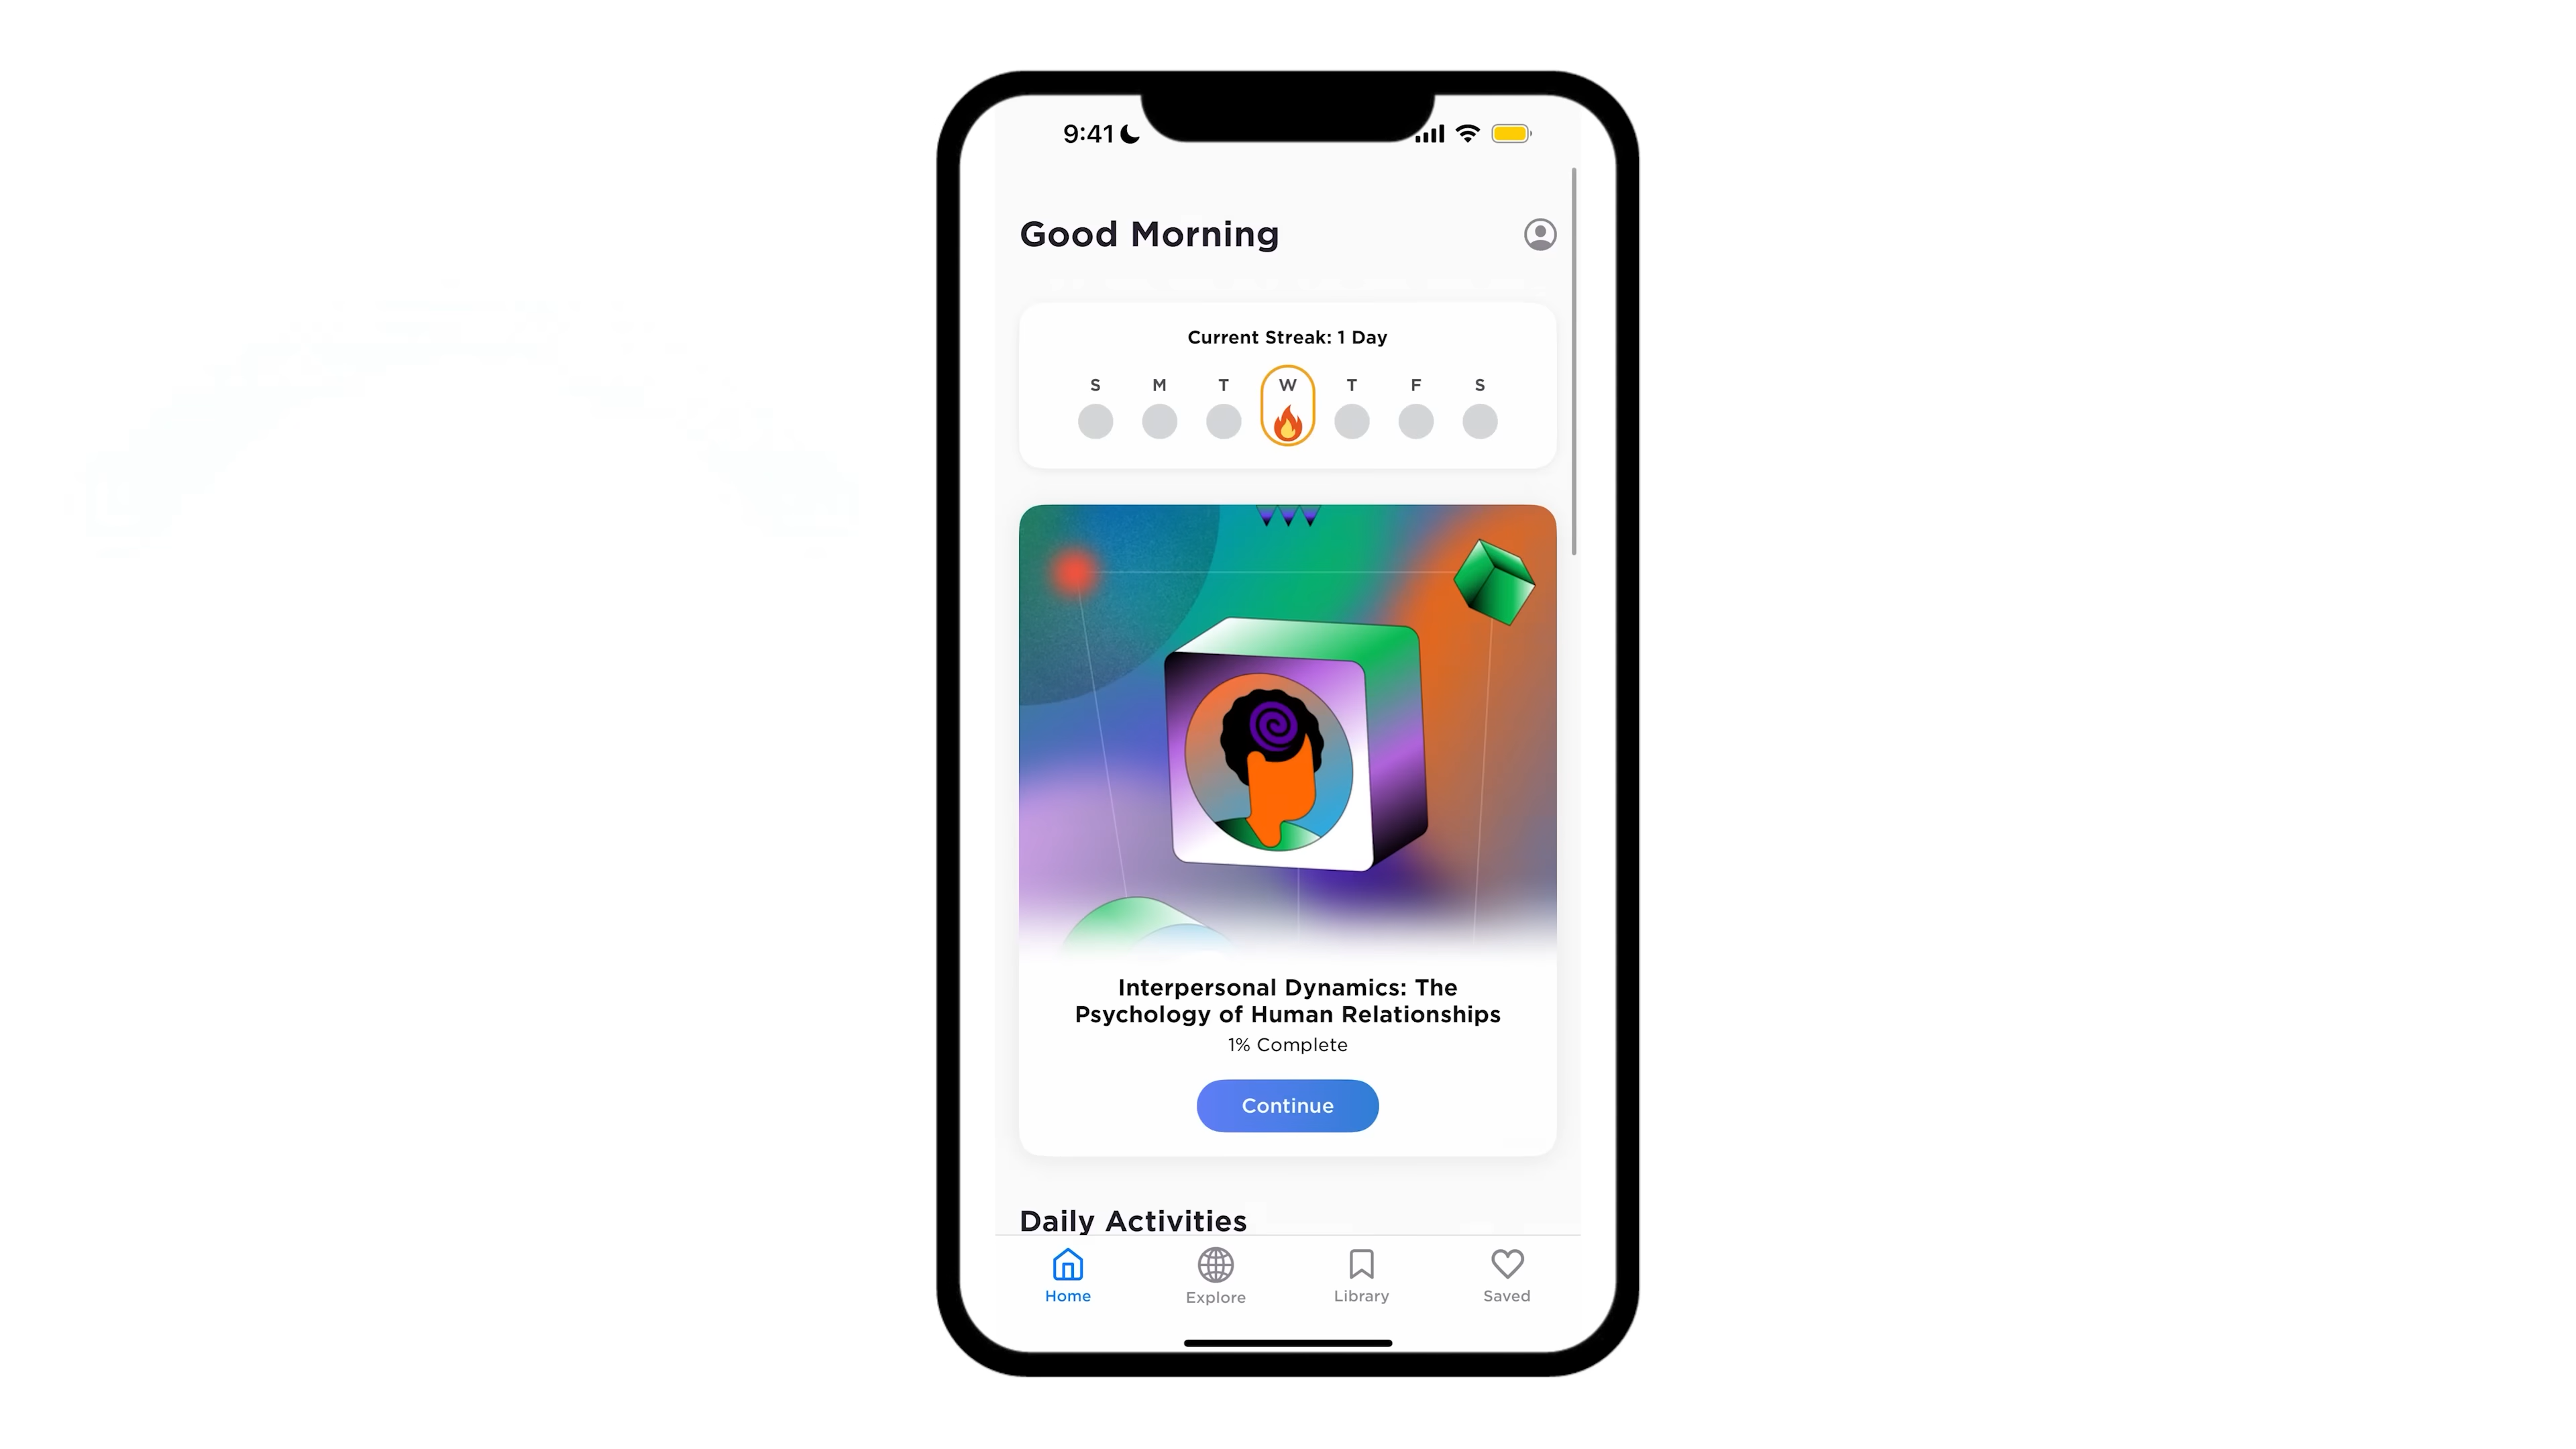 9:41
Good Morning
Current Streak: 1 Day
S M T W T F S
Interpersonal Dynamics: The
Psychology of Human Relationships
1% Complete
Continue
Daily Activities
Home Explore Library Saved